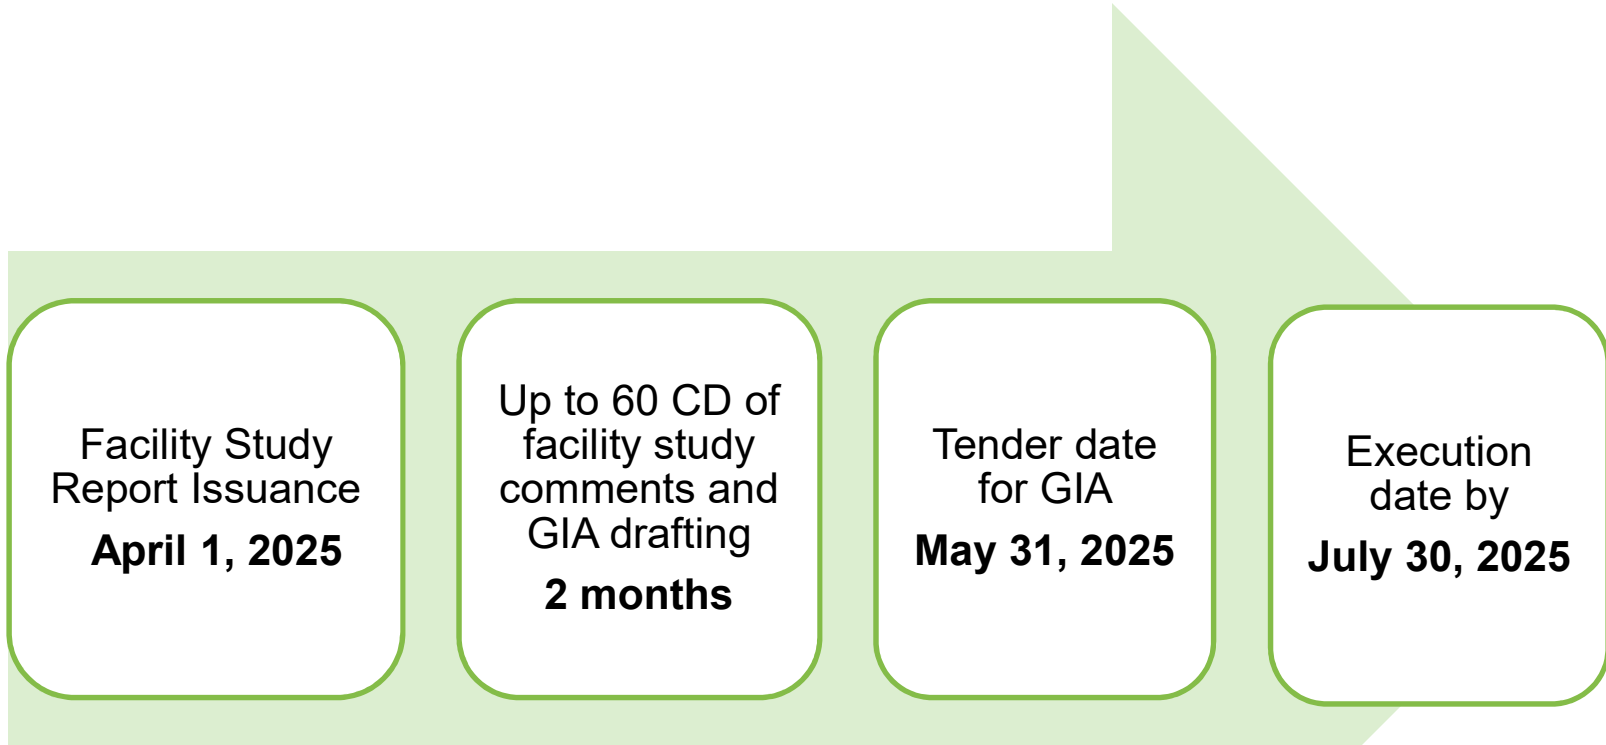 Facility Study
Report Issuance
April 1, 2025
Up to 60 CD of
facility study
comments and
GIA drafting
2 months
Tender date
for GIA
May 31, 2025
Execution
date by
July 30, 2025